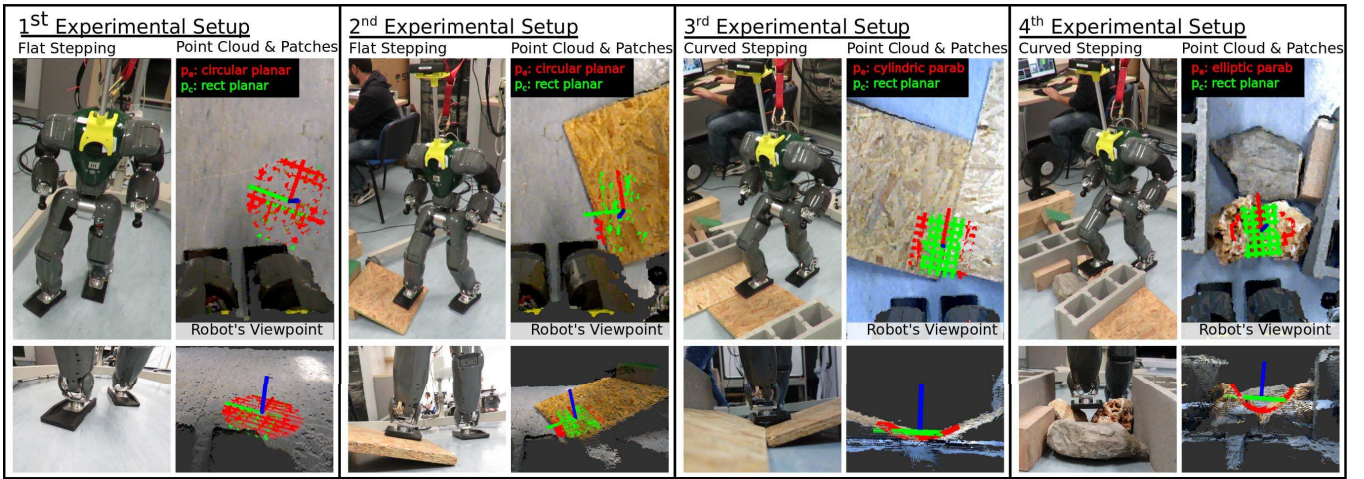 1st Experimental Setup
Flat Stepping
Point Cloud & Patches
pe: circular planar
pc: rect planar
Robot's Viewpoint
2nd Experimental Setup
Flat Stepping
Point Cloud & Patches
pe: circular planar
pc: rect planar
Robot's Viewpoint
3rd Experimental Setup
Curved Stepping
Point Cloud & Patches
pe: cylindric parab
pc: rect planar
Robot's Viewpoint
4th Experimental Setup
Curved Stepping
Point Cloud & Patches
pe: elliptic parab
pc: rect planar
Robot's Viewpoint